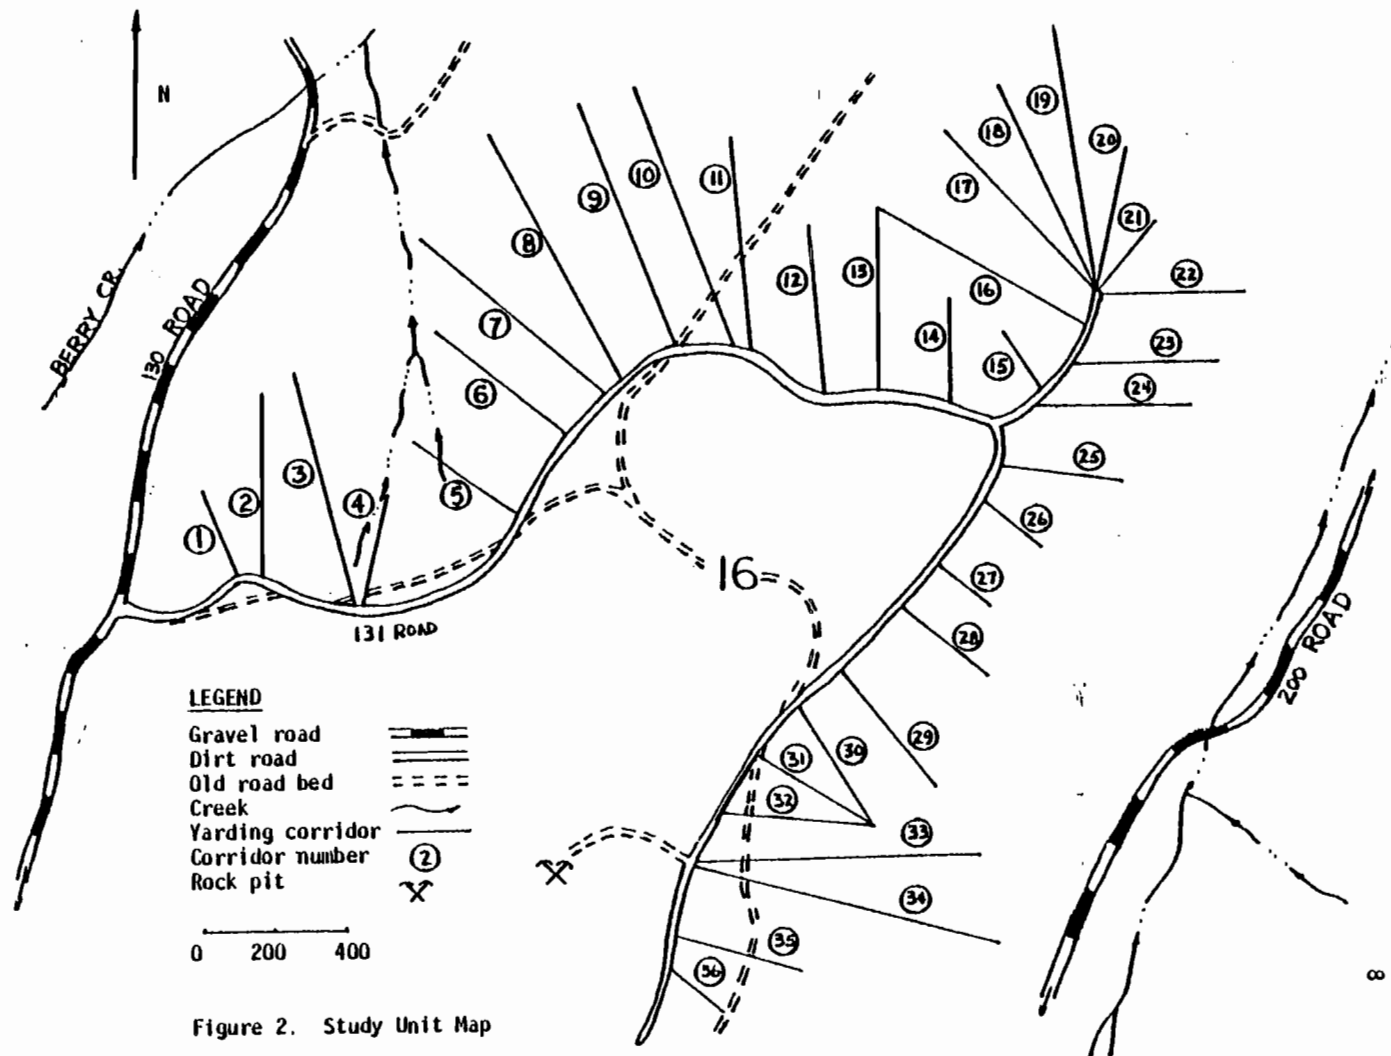 N
BERRY CR.
130 ROAD
1
2
3
4
5
6
7
8
9
10
11
12
13
14
15
16
17
18
19
20
21
22
23
24
25
26
27
28
29
30
31
32
33
34
35
36
16
131 ROAD
200 ROAD
LEGEND
Gravel road
Dirt road
Old road bed
Creek
Yarding corridor
Corridor number 2
Rock pit
0 200 400
8
Figure 2. Study Unit Map